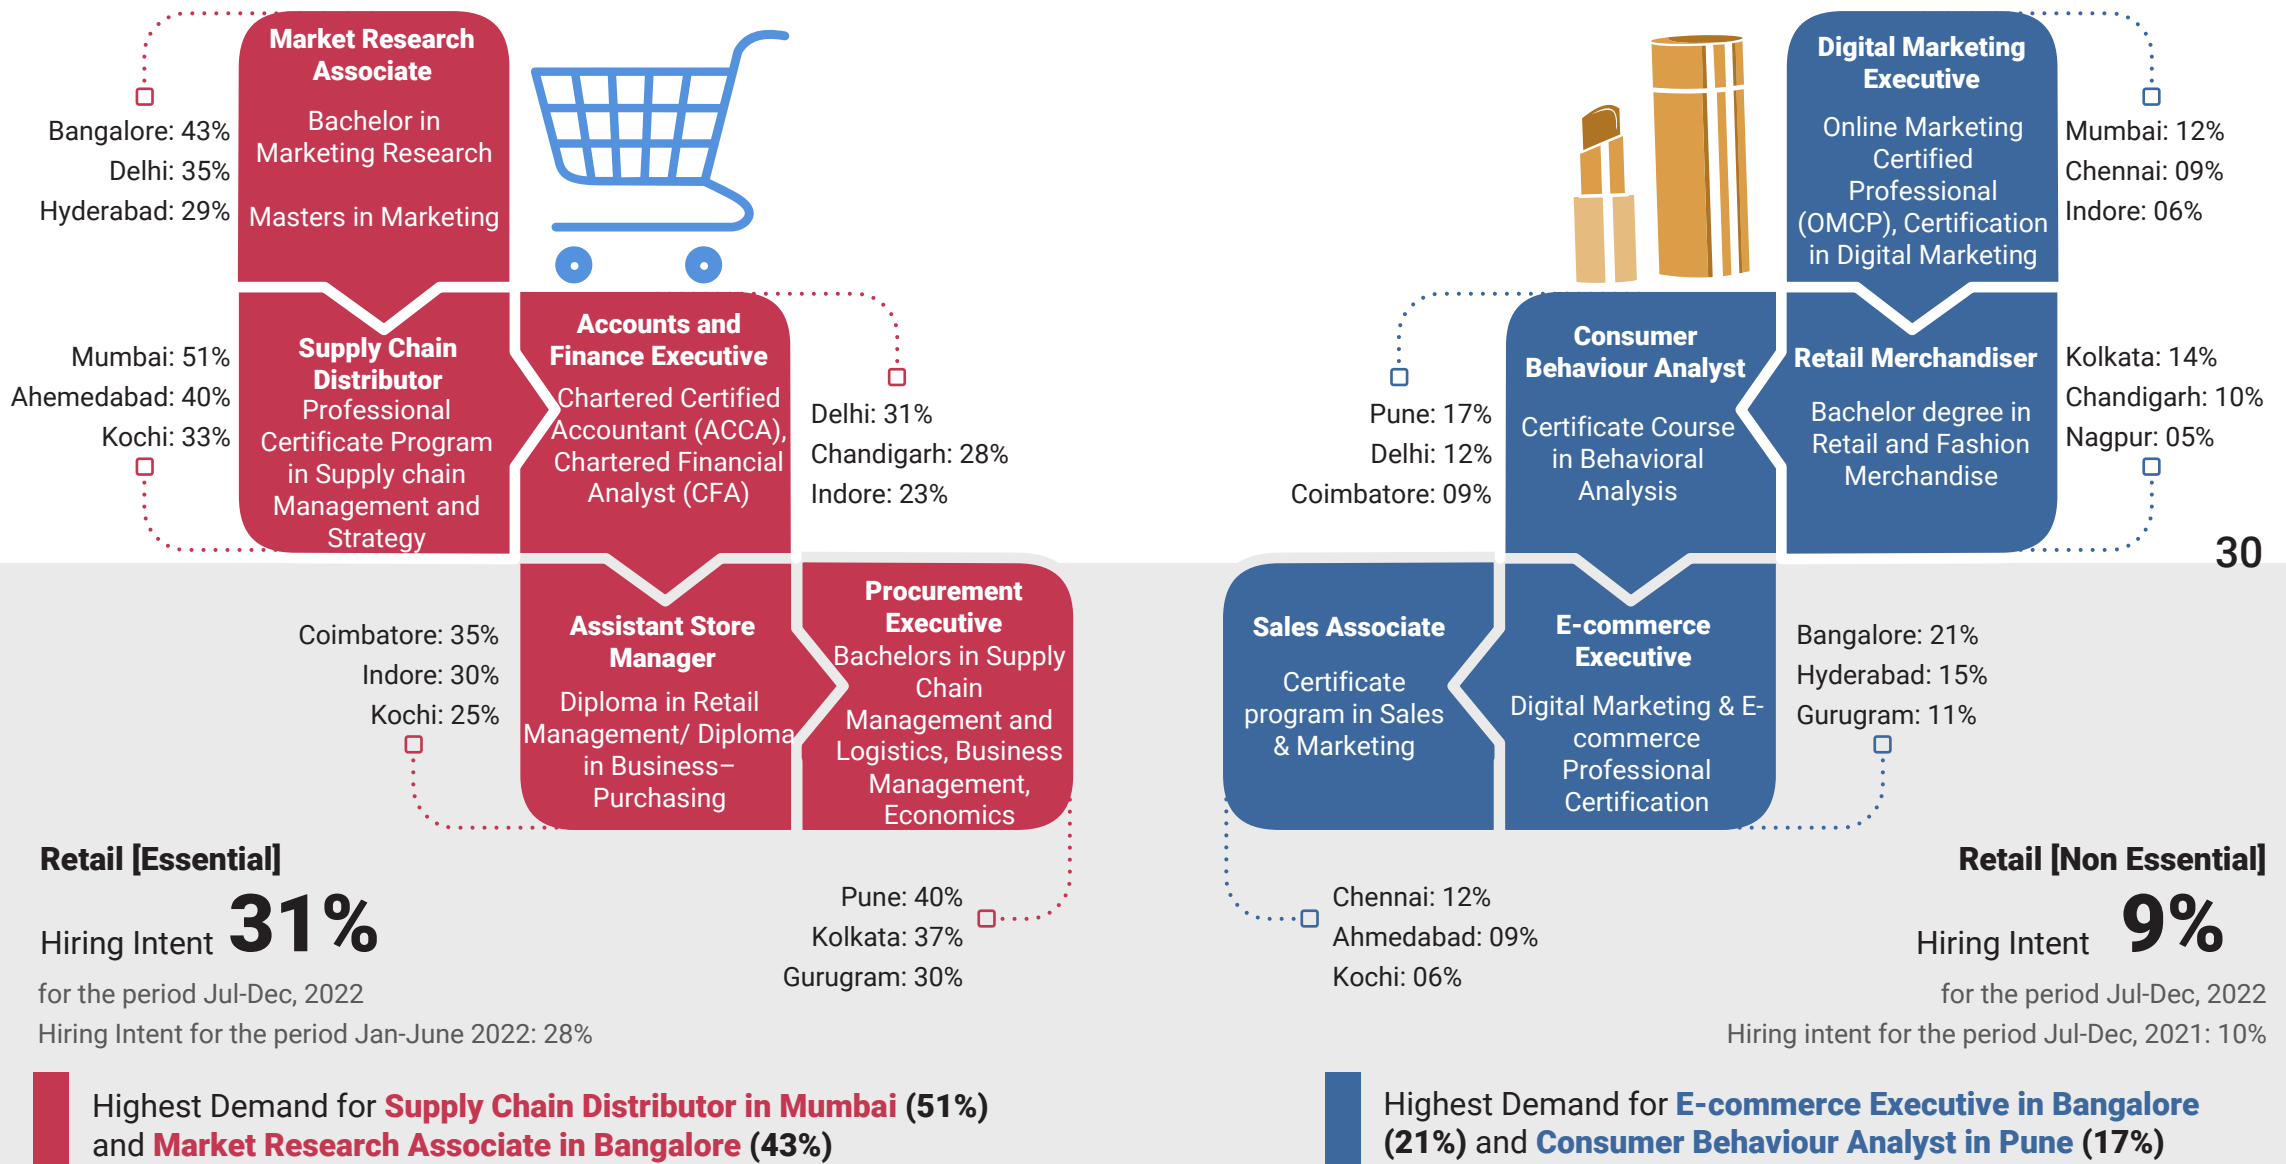 Market Research
Associate
Bachelor in
Marketing Research
Masters in Marketing
Bangalore: 43%
Delhi: 35%
Hyderabad: 29%
Supply Chain
Distributor
Professional
Certificate Program
in Supply chain
Management and
Strategy
Mumbai: 51%
Ahemedabad: 40%
Kochi: 33%
Accounts and
Finance Executive
Chartered Certified
Accountant (ACCA),
Chartered Financial
Analyst (CFA)
Delhi: 31%
Chandigarh: 28%
Indore: 23%
Assistant Store
Manager
Diploma in Retail
Management/ Diploma
in Business–
Purchasing
Coimbatore: 35%
Indore: 30%
Kochi: 25%
Procurement
Executive
Bachelors in Supply
Chain
Management and
Logistics, Business
Management,
Economics
Pune: 40%
Kolkata: 37%
Gurugram: 30%
Retail [Essential]
Hiring Intent 31%
for the period Jul-Dec, 2022
Hiring Intent for the period Jan-June 2022: 28%
Highest Demand for Supply Chain Distributor in Mumbai (51%)
and Market Research Associate in Bangalore (43%)
Digital Marketing
Executive
Online Marketing
Certified
Professional
(OMCP), Certification
in Digital Marketing
Mumbai: 12%
Chennai: 09%
Indore: 06%
Consumer
Behaviour Analyst
Certificate Course
in Behavioral
Analysis
Pune: 17%
Delhi: 12%
Coimbatore: 09%
Retail Merchandiser
Bachelor degree in
Retail and Fashion
Merchandise
Kolkata: 14%
Chandigarh: 10%
Nagpur: 05%
30
Sales Associate
Certificate
program in Sales
& Marketing
Chennai: 12%
Ahmedabad: 09%
Kochi: 06%
E-commerce
Executive
Digital Marketing & E-
commerce
Professional
Certification
Bangalore: 21%
Hyderabad: 15%
Gurugram: 11%
Retail [Non Essential]
Hiring Intent 9%
for the period Jul-Dec, 2022
Hiring intent for the period Jul-Dec, 2021: 10%
Highest Demand for E-commerce Executive in Bangalore
(21%) and Consumer Behaviour Analyst in Pune (17%)